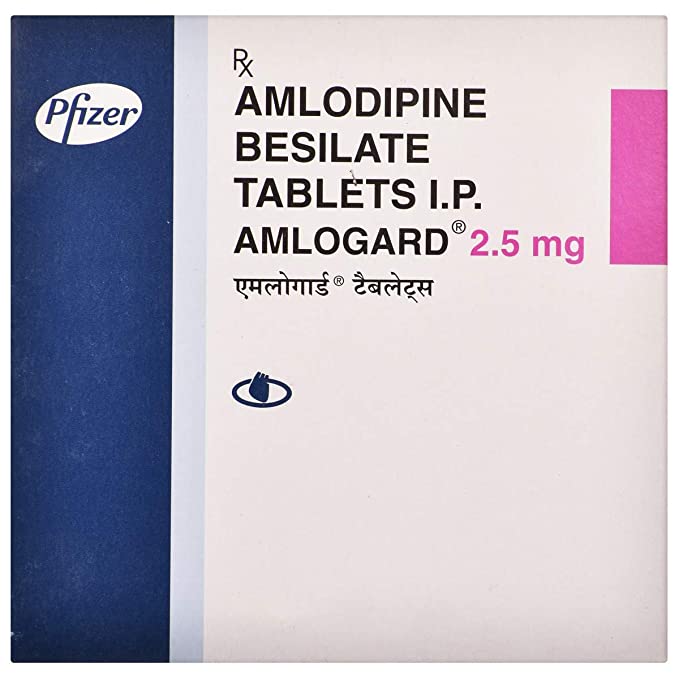 Pfizer
Rx
AMLODIPINE
BESILATE
TABLETS I.P.
AMLOGARD® 2.5 mg
एमलोगार्ड ® टैबलेट्स